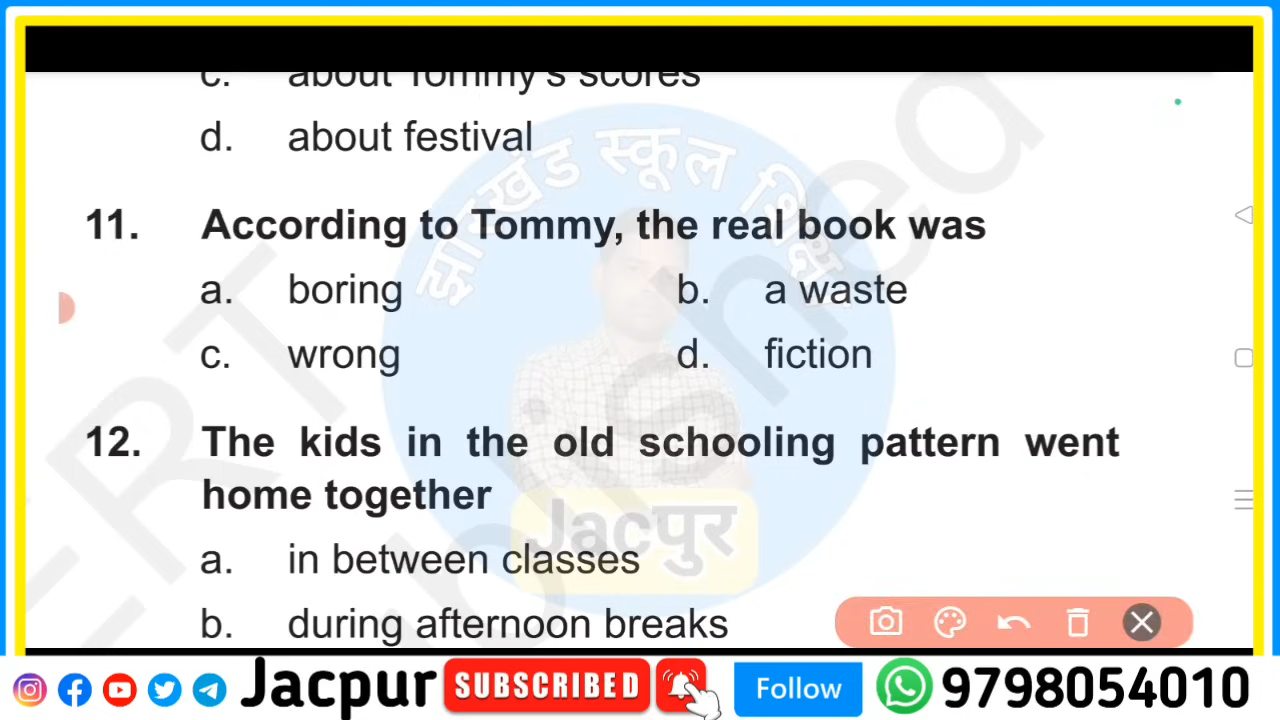 c. about Tommy's scores
d. about festival
11. According to Tommy, the real book was
a. boring b. a waste
c. wrong d. fiction
12. The kids in the old schooling pattern went
home together
a. in between classes
b. during afternoon breaks
झारखंड स्कूल शिक्षा
Jacपुर
Jacpur SUBSCRIBED Follow 9798054010